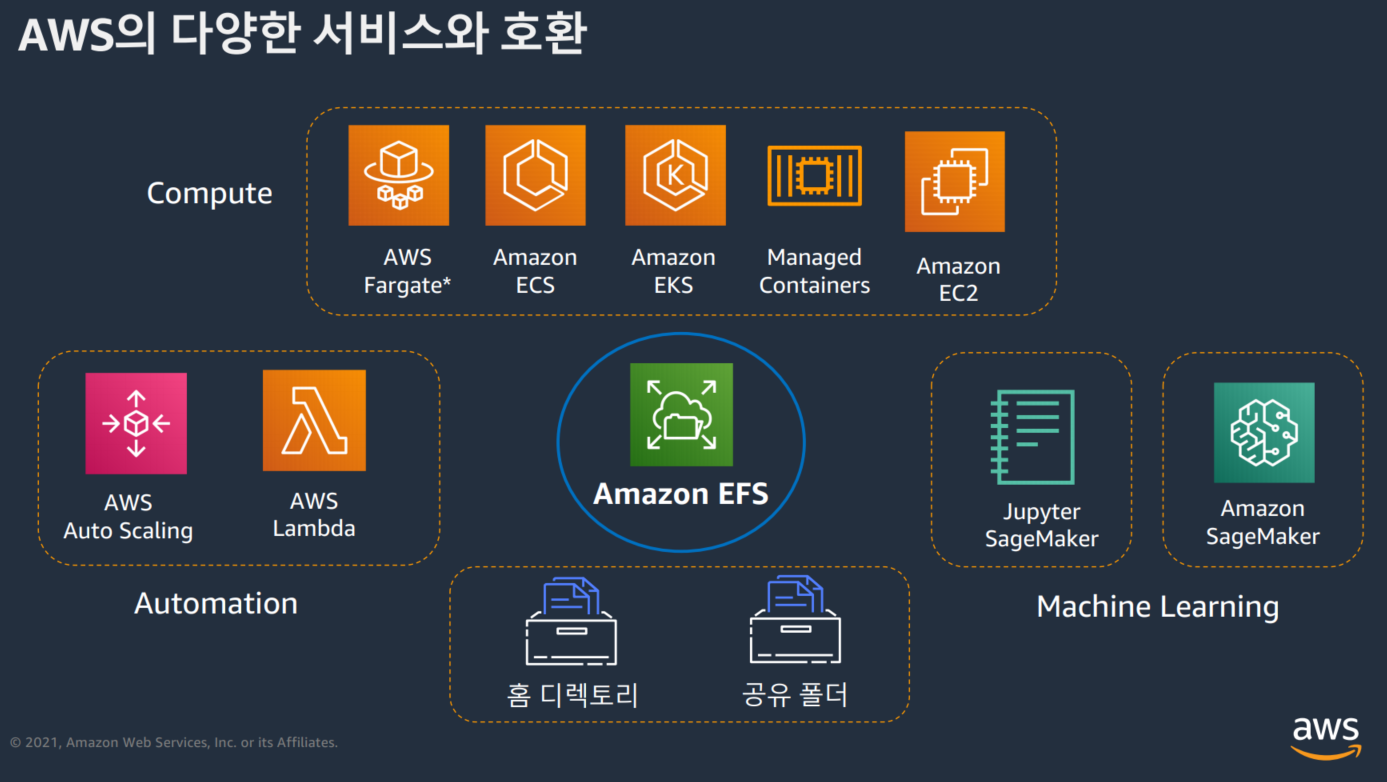 AWS의 다양한 서비스와 호환
Compute
AWS
Fargate*
Amazon
ECS
Amazon
EKS
Managed
Containers
Amazon
EC2
AWS
Auto Scaling
AWS
Lambda
Automation
Amazon EFS
Jupyter
SageMaker
Amazon
SageMaker
Machine Learning
홈 디렉토리
공유 폴더
© 2021, Amazon Web Services, Inc. or its Affiliates.
aws